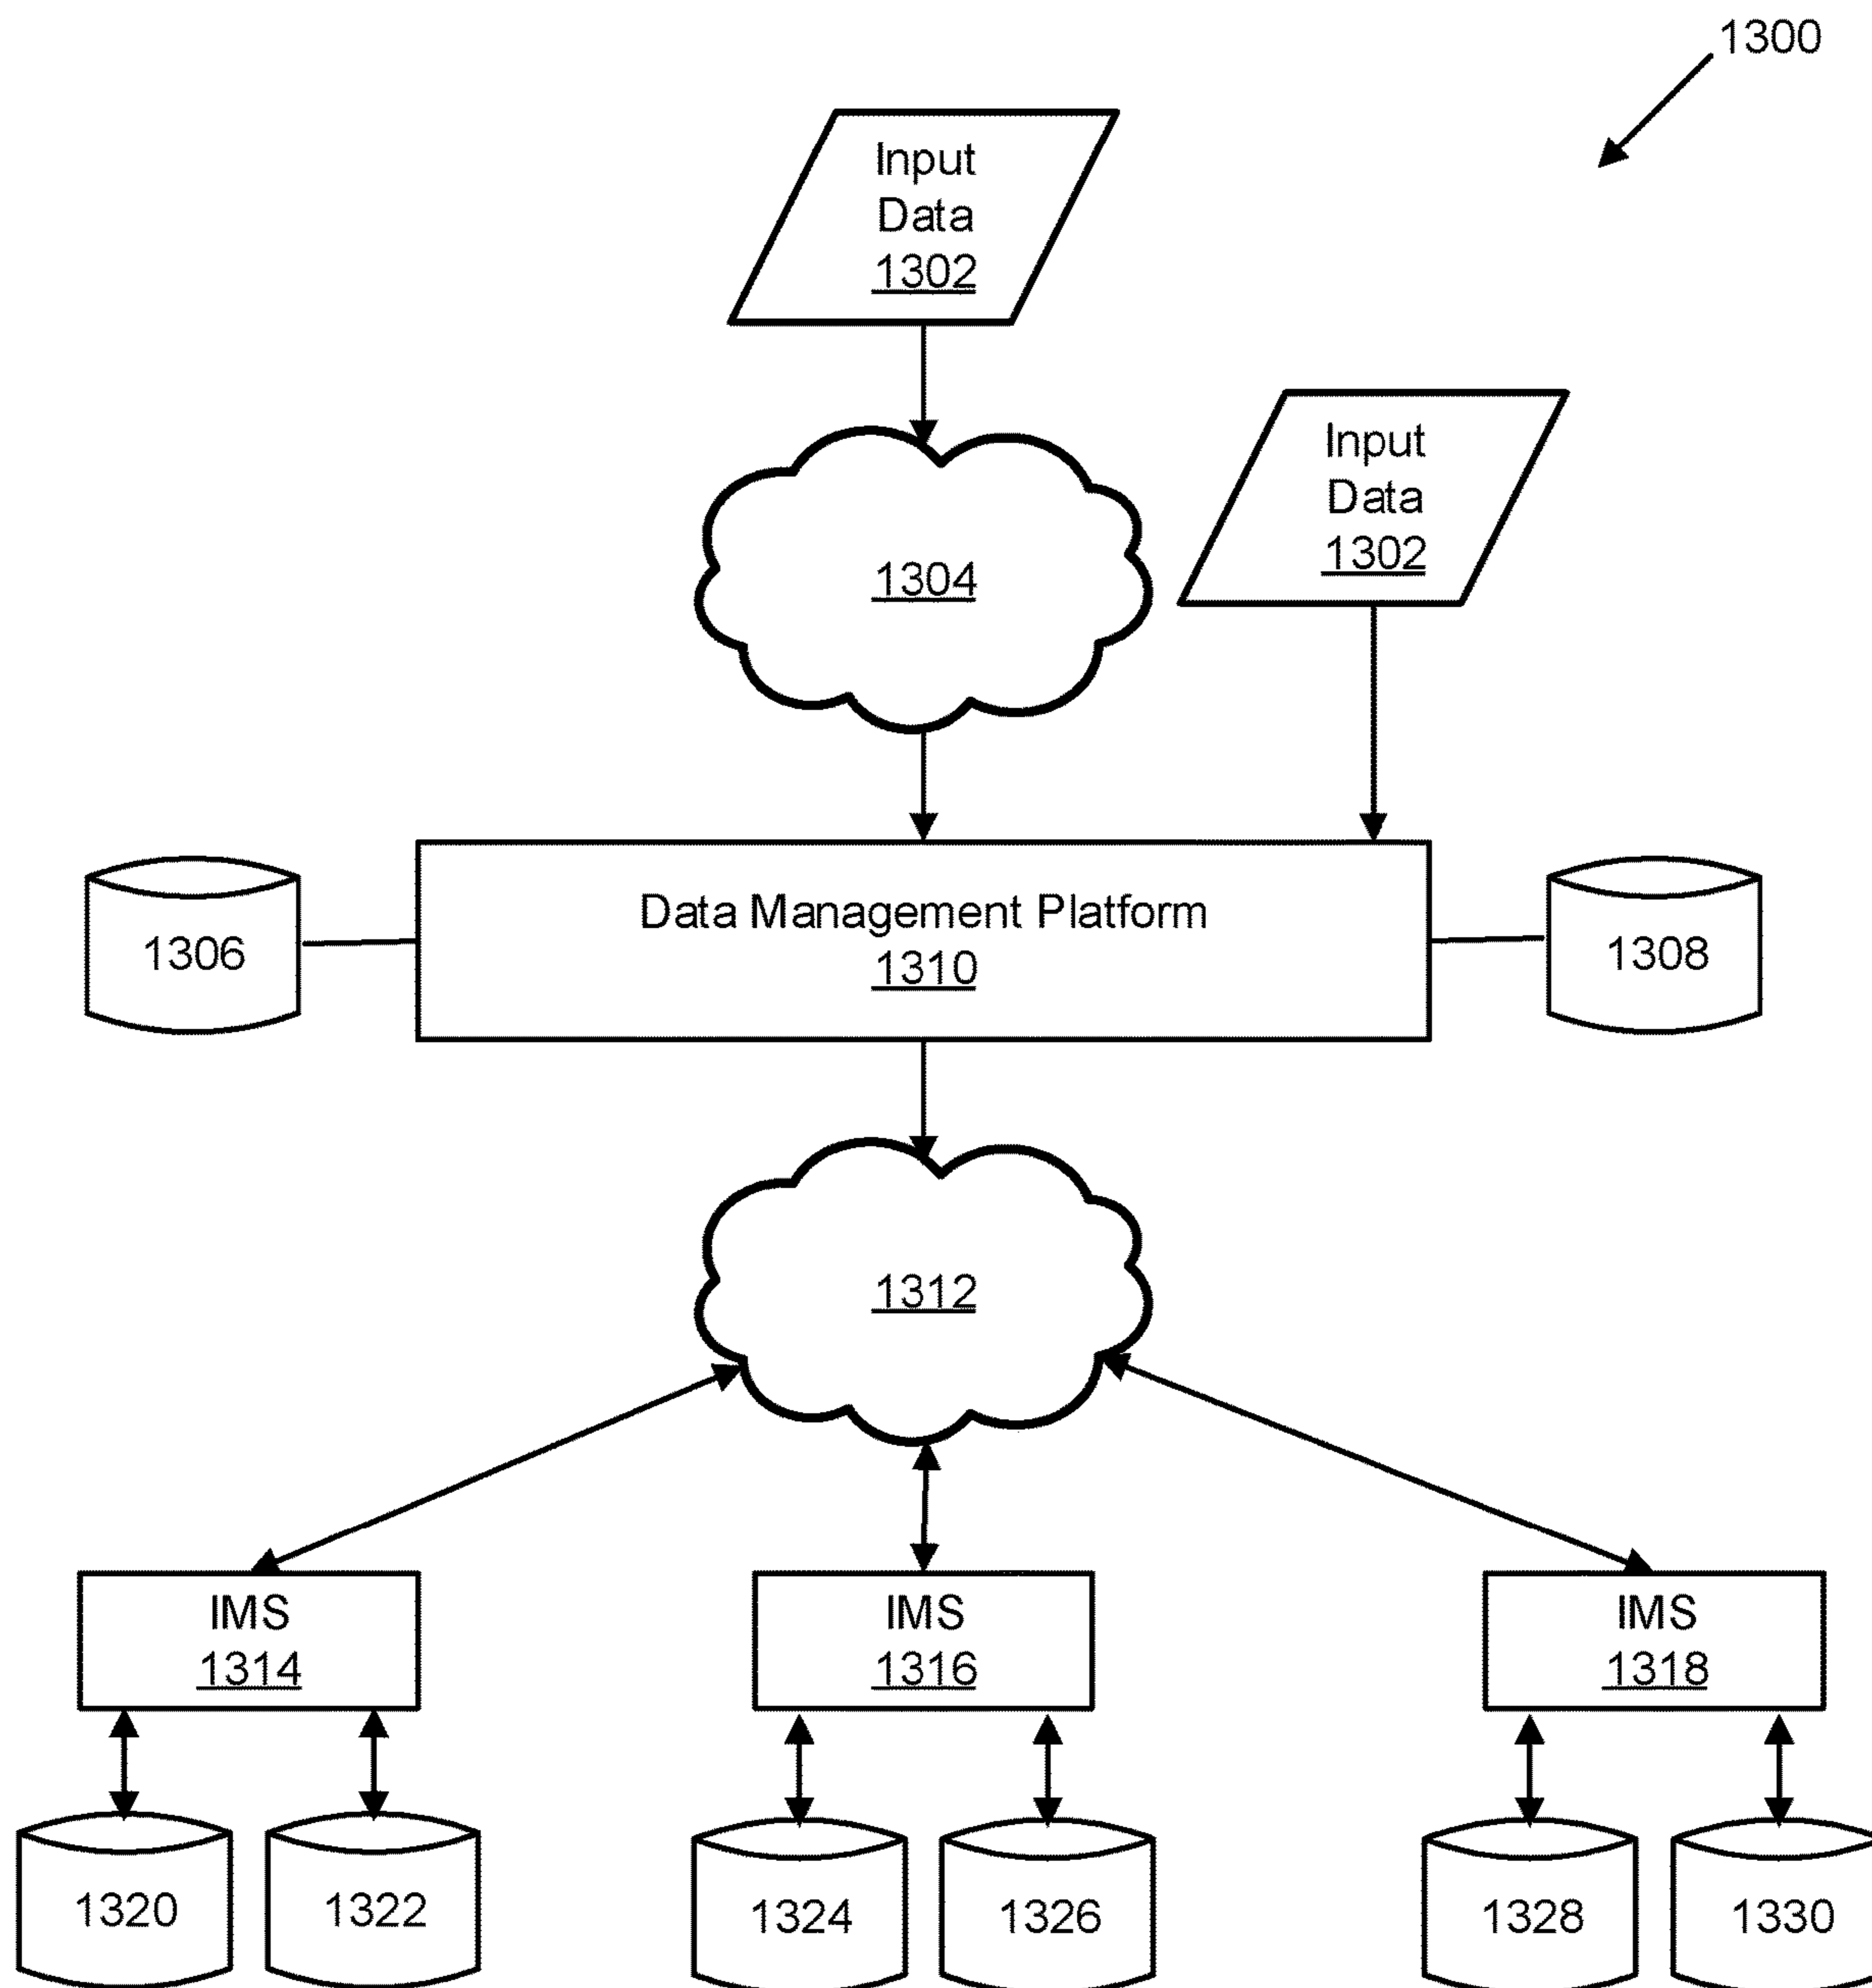 1300
Input
Data
1302
Input
Data
1302
1304
Data Management Platform
1310
1306
1308
1312
IMS
1314
IMS
1316
IMS
1318
1320
1322
1324
1326
1328
1330